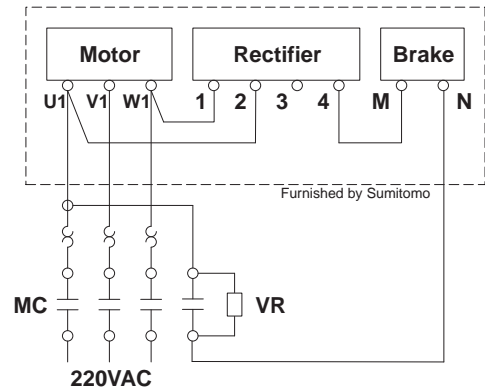 Motor Rectifier Brake
U1 V1 W1 1 2 3 4 M N
Furnished by Sumitomo
MC VR
220VAC